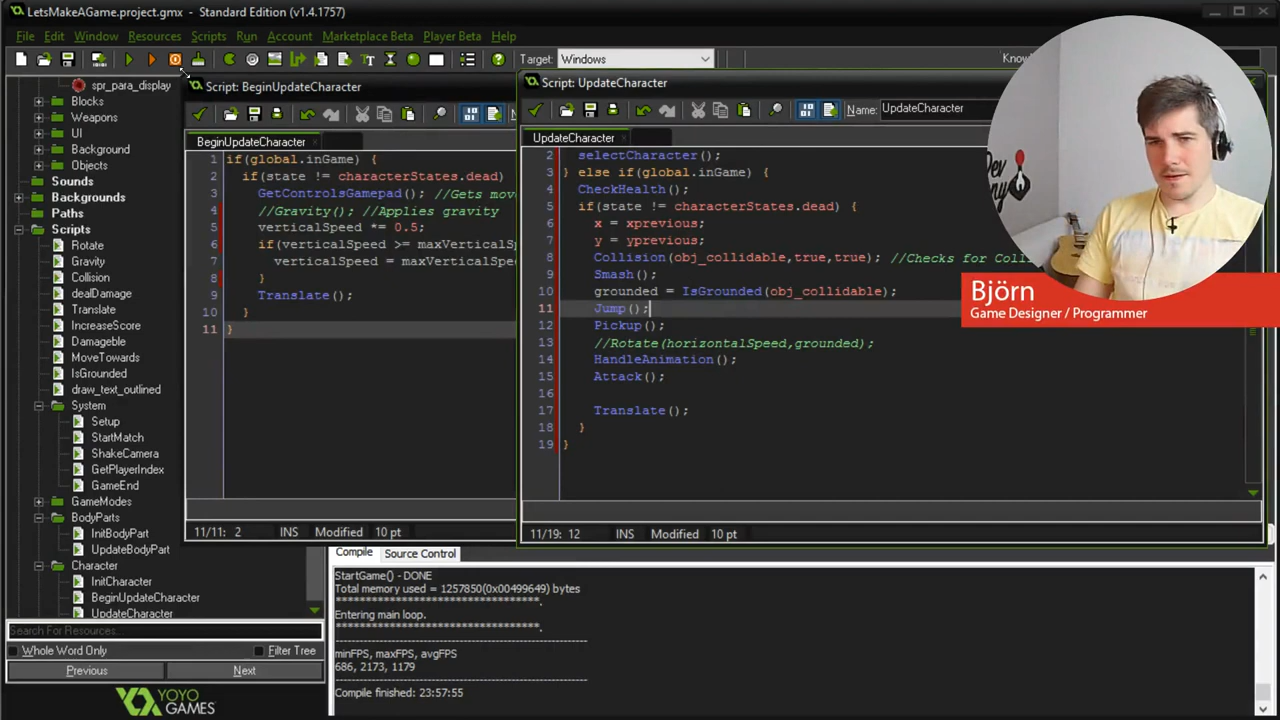 LetsMakeAGame.project.gmx - Standard Edition (v1.4.1757)
File Edit Window Resources Scripts Run Account Marketplace Beta Player Beta Help
Target: Windows
spr_para_display
Blocks
Weapons
UI
Background
Objects
Sounds
Backgrounds
Paths
Scripts
Rotate
Gravity
Collision
dealDamage
Translate
IncreaseScore
Damageble
MoveTowards
IsGrounded
draw_text_outlined
System
Setup
StartMatch
ShakeCamera
GetPlayerIndex
GameEnd
GameModes
BodyParts
InitBodyPart
UpdateBodyPart
Character
InitCharacter
BeginUpdateCharacter
UpdateCharacter
Search For Resources...
Whole Word Only Filter Tree
Previous Next
YOYO
GAMES
Script: BeginUpdateCharacter
BeginUpdateCharacter
1 if(global.inGame) {
2 if(state != characterStates.dead)
3 GetControlsGamepad(); //Gets mov
4 //Gravity(); //Applies gravity
5 verticalSpeed *= 0.5;
6 if(verticalSpeed >= maxVerticalSp
7 verticalSpeed = maxVerticalSp
8 }
9 Translate();
10 }
11 }
11/11: 2 INS Modified 10 pt
Script: UpdateCharacter
Name: UpdateCharacter
UpdateCharacter
2 selectCharacter();
3 } else if(global.inGame) {
4 CheckHealth();
5 if(state != characterStates.dead) {
6 x = xprevious;
7 y = yprevious;
8 Collision(obj_collidable,true,true); //Checks for Coll
9 Smash();
10 grounded = IsGrounded(obj_collidable);
11 Jump();
12 Pickup();
13 //Rotate(horizontalSpeed,grounded);
14 HandleAnimation();
15 Attack();
16
17 Translate();
18 }
19 }
11/19: 12 INS Modified 10 pt
Björn
Game Designer / Programmer
Compile Source Control
StartGame() - DONE
Total memory used = 1257850(0x00499649) bytes
**********************************.
Entering main loop.
**********************************.
minFPS, maxFPS, avgFPS
686, 2173, 1179
Compile finished: 23:57:55